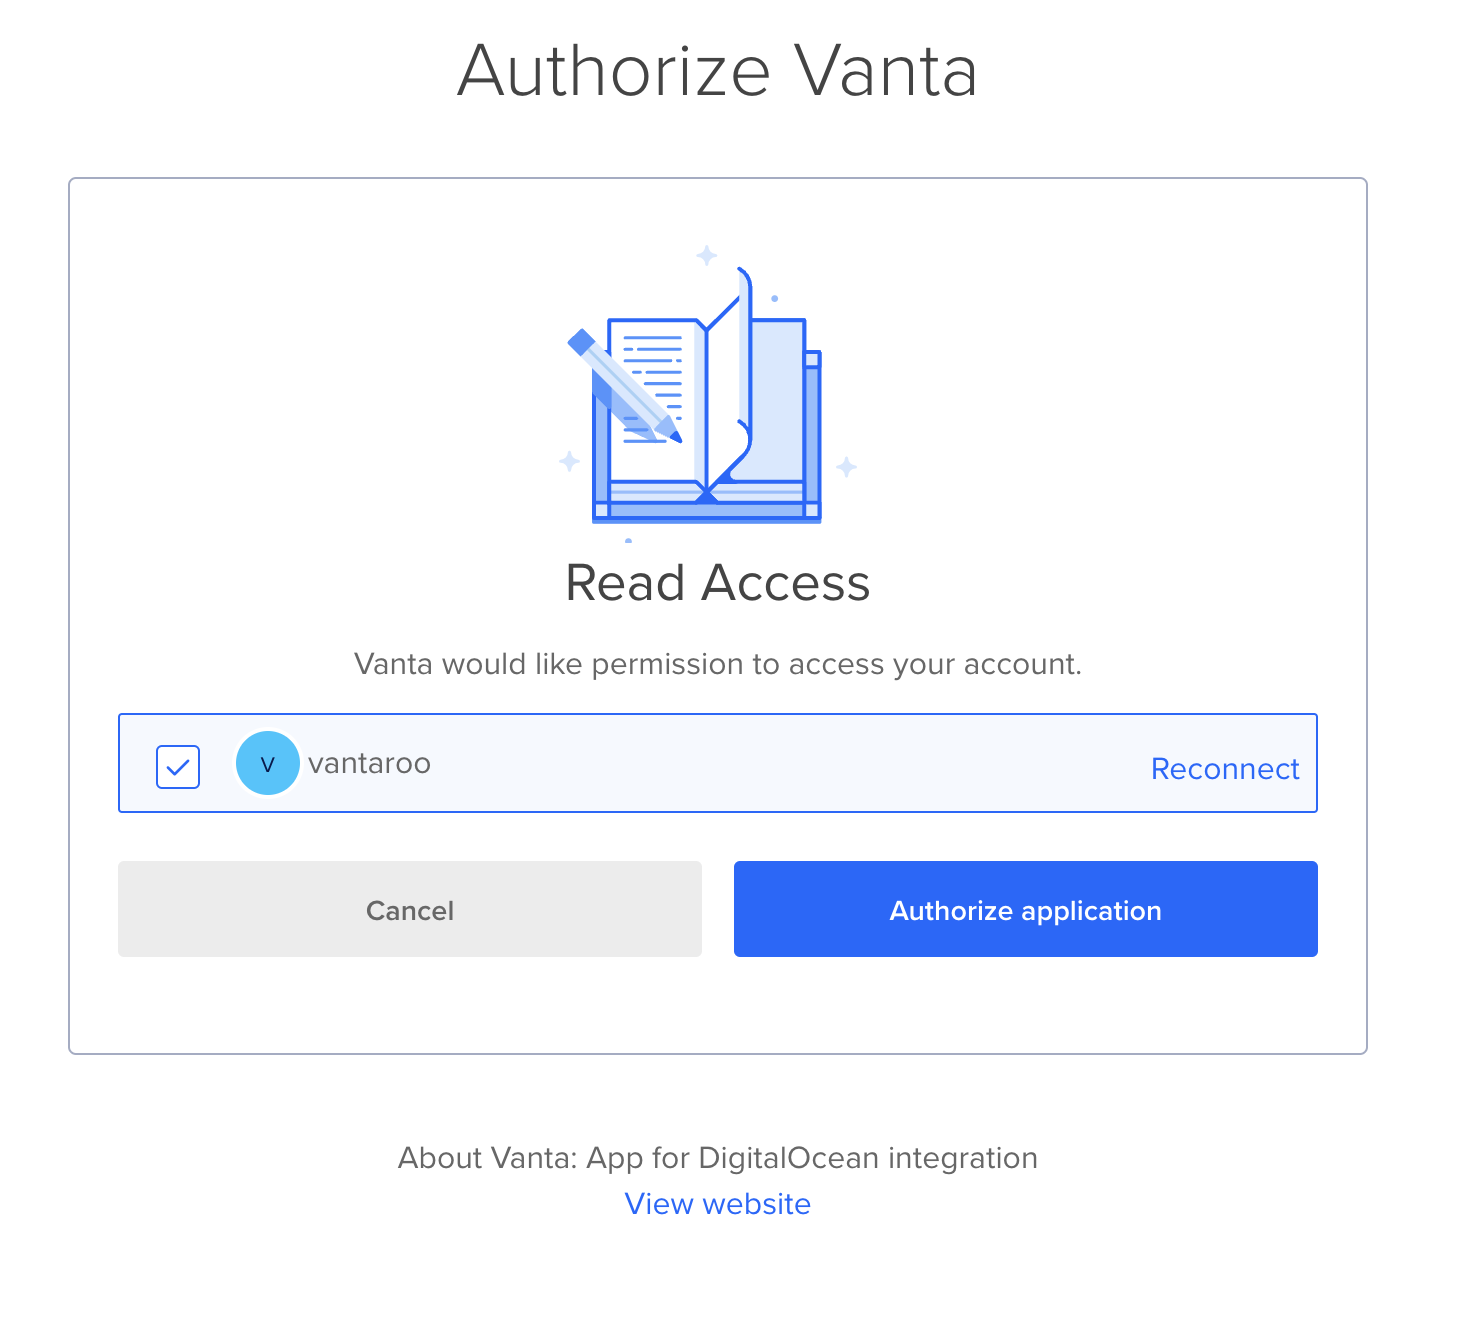 Authorize Vanta
Read Access
Vanta would like permission to access your account.
V
vantaroo
Reconnect
Cancel
Authorize application
About Vanta: App for DigitalOcean integration
View website